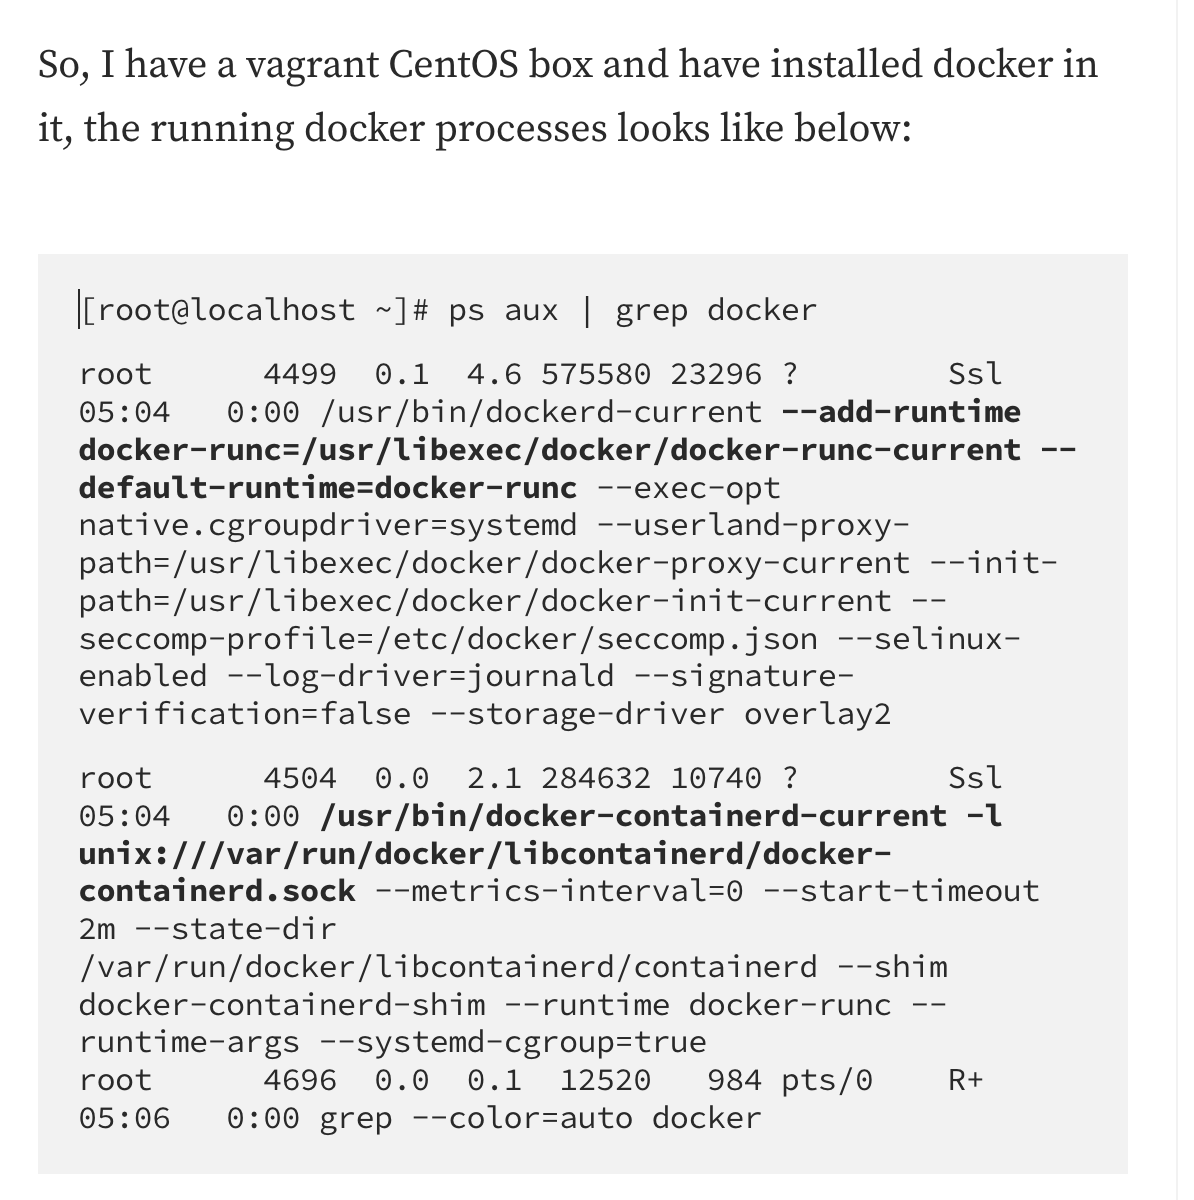 So, I have a vagrant CentOS box and have installed docker in
it, the running docker processes looks like below:
[root@localhost ~]# ps aux | grep docker
root      4499  0.1  4.6 575580 23296 ?        Ssl
05:04   0:00 /usr/bin/dockerd-current --add-runtime
docker-runc=/usr/libexec/docker/docker-runc-current --
default-runtime=docker-runc --exec-opt
native.cgroupdriver=systemd --userland-proxy-
path=/usr/libexec/docker/docker-proxy-current --init-
path=/usr/libexec/docker/docker-init-current --
seccomp-profile=/etc/docker/seccomp.json --selinux-
enabled --log-driver=journald --signature-
verification=false --storage-driver overlay2
root      4504  0.0  2.1 284632 10740 ?        Ssl
05:04   0:00 /usr/bin/docker-containerd-current -l
unix:///var/run/docker/libcontainerd/docker-
containerd.sock --metrics-interval=0 --start-timeout
2m --state-dir
/var/run/docker/libcontainerd/containerd --shim
docker-containerd-shim --runtime docker-runc --
runtime-args --systemd-cgroup=true
root      4696  0.0  0.1  12520   984 pts/0    R+
05:06   0:00 grep --color=auto docker